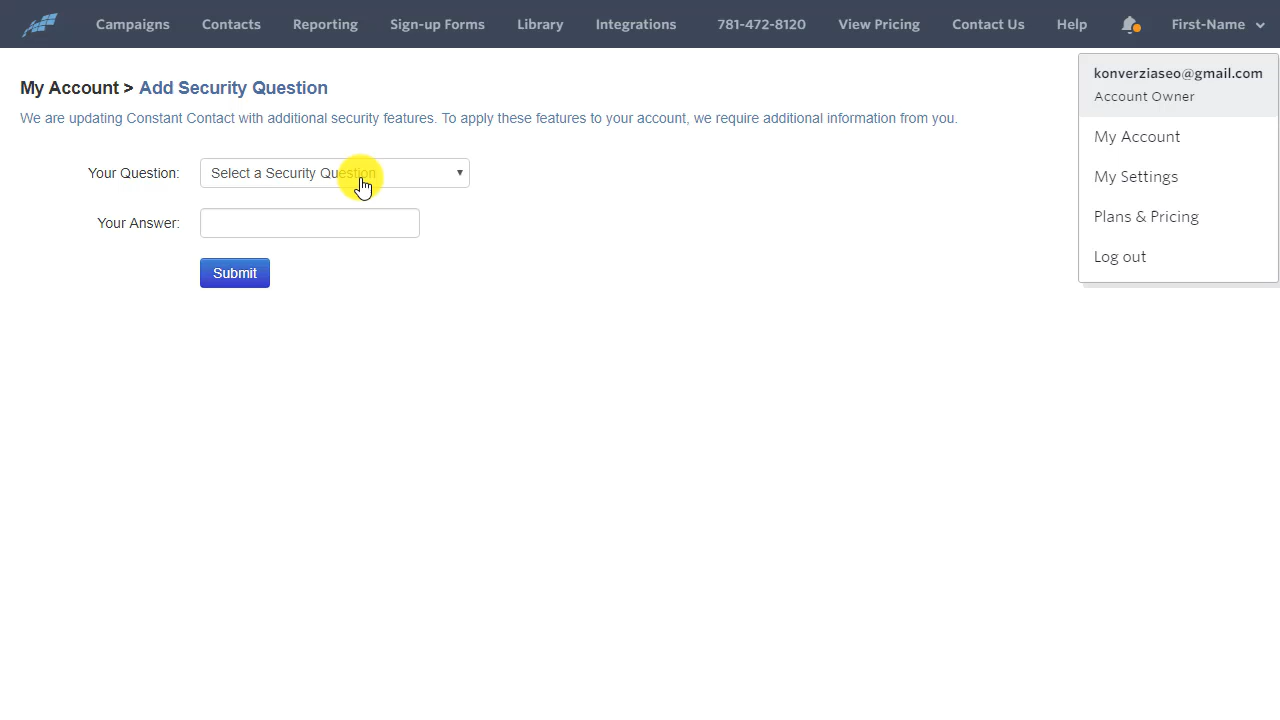 Campaigns Contacts Reporting Sign-up Forms Library Integrations 781-472-8120 View Pricing Contact Us Help First-Name
konverziaseo@gmail.com
Account Owner
My Account
My Settings
Plans & Pricing
Log out
My Account > Add Security Question
We are updating Constant Contact with additional security features. To apply these features to your account, we require additional information from you.
Your Question: Select a Security Question
Your Answer:
Submit